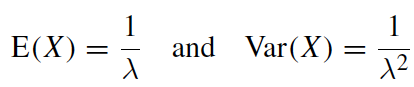 E(X) = 1/λ and Var(X) = 1/λ²